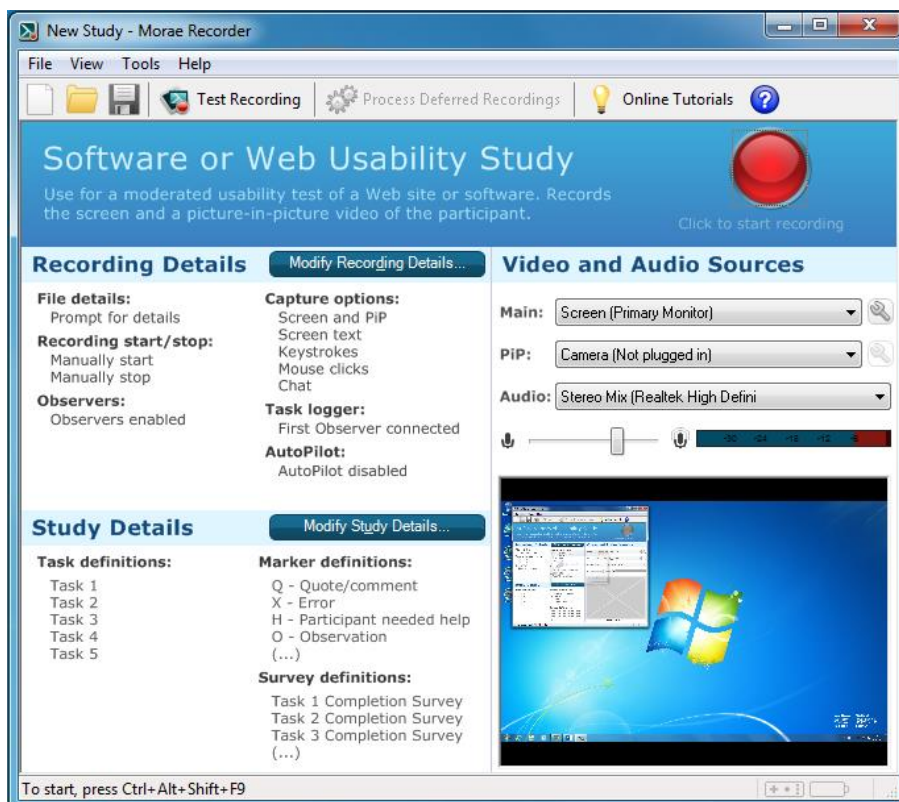 New Study - Morae Recorder
File View Tools Help
Test Recording Process Deferred Recordings Online Tutorials
Software or Web Usability Study
Use for a moderated usability test of a Web site or software. Records
the screen and a picture-in-picture video of the participant.
Click to start recording
Recording Details
Modify Recording Details...
File details:
Prompt for details
Recording start/stop:
Manually start
Manually stop
Observers:
Observers enabled
Capture options:
Screen and PiP
Screen text
Keystrokes
Mouse clicks
Chat
Task logger:
First Observer connected
AutoPilot:
AutoPilot disabled
Video and Audio Sources
Main: Screen (Primary Monitor)
PiP: Camera (Not plugged in)
Audio: Stereo Mix (Realtek High Defini
-30 -24 -18 -12 -6
Study Details
Modify Study Details...
Task definitions:
Task 1
Task 2
Task 3
Task 4
Task 5
Marker definitions:
Q - Quote/comment
X - Error
H - Participant needed help
O - Observation
(...)
Survey definitions:
Task 1 Completion Survey
Task 2 Completion Survey
Task 3 Completion Survey
(...)
To start, press Ctrl+Alt+Shift+F9